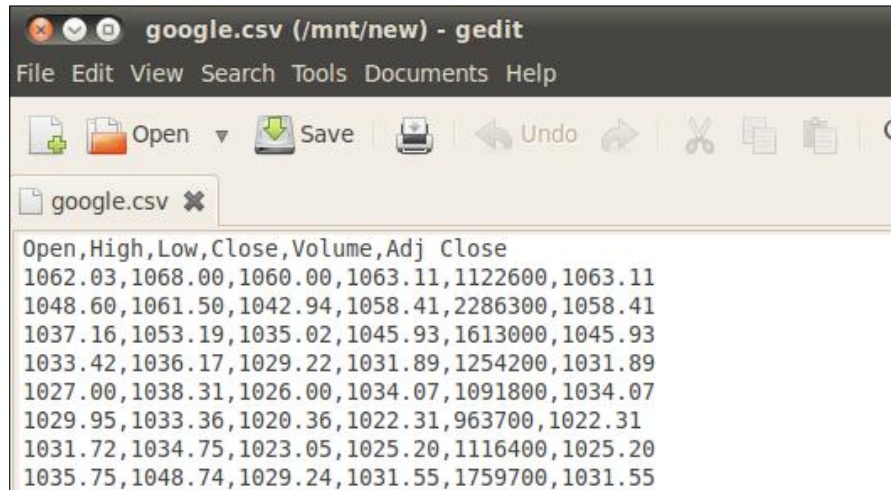 google.csv (/mnt/new) - gedit
File Edit View Search Tools Documents Help
Open Save Undo
google.csv
Open,High,Low,Close,Volume,Adj Close
1062.03,1068.00,1060.00,1063.11,1122600,1063.11
1048.60,1061.50,1042.94,1058.41,2286300,1058.41
1037.16,1053.19,1035.02,1045.93,1613000,1045.93
1033.42,1036.17,1029.22,1031.89,1254200,1031.89
1027.00,1038.31,1026.00,1034.07,1091800,1034.07
1029.95,1033.36,1020.36,1022.31,963700,1022.31
1031.72,1034.75,1023.05,1025.20,1116400,1025.20
1035.75,1048.74,1029.24,1031.55,1759700,1031.55